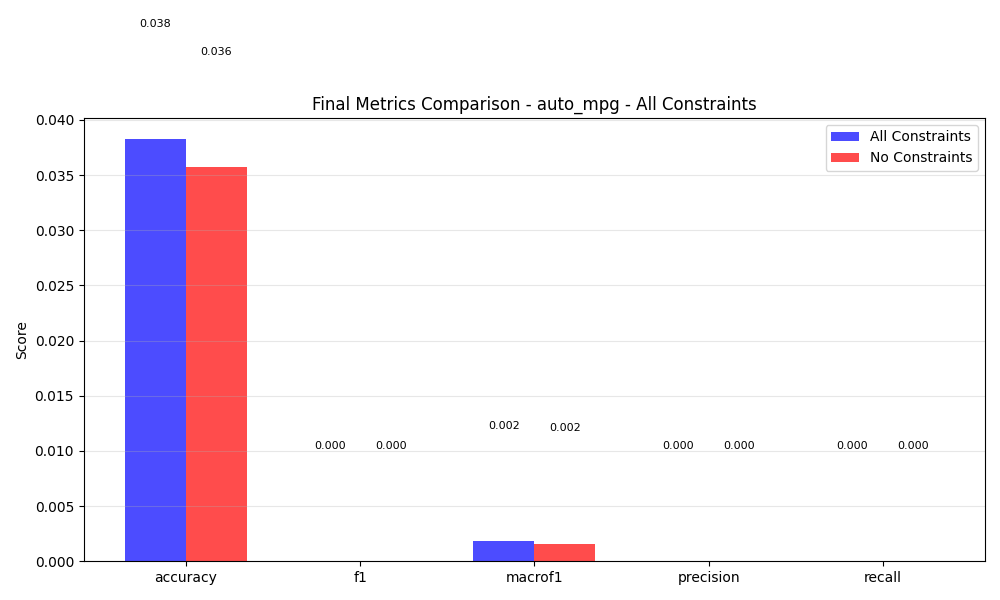 0.038
0.036
Final Metrics Comparison - auto_mpg - All Constraints
All Constraints
No Constraints
Score
0.040
0.035
0.030
0.025
0.020
0.015
0.010
0.005
0.000
0.000
0.000
0.002
0.002
0.000
0.000
0.000
0.000
accuracy
f1
macrof1
precision
recall